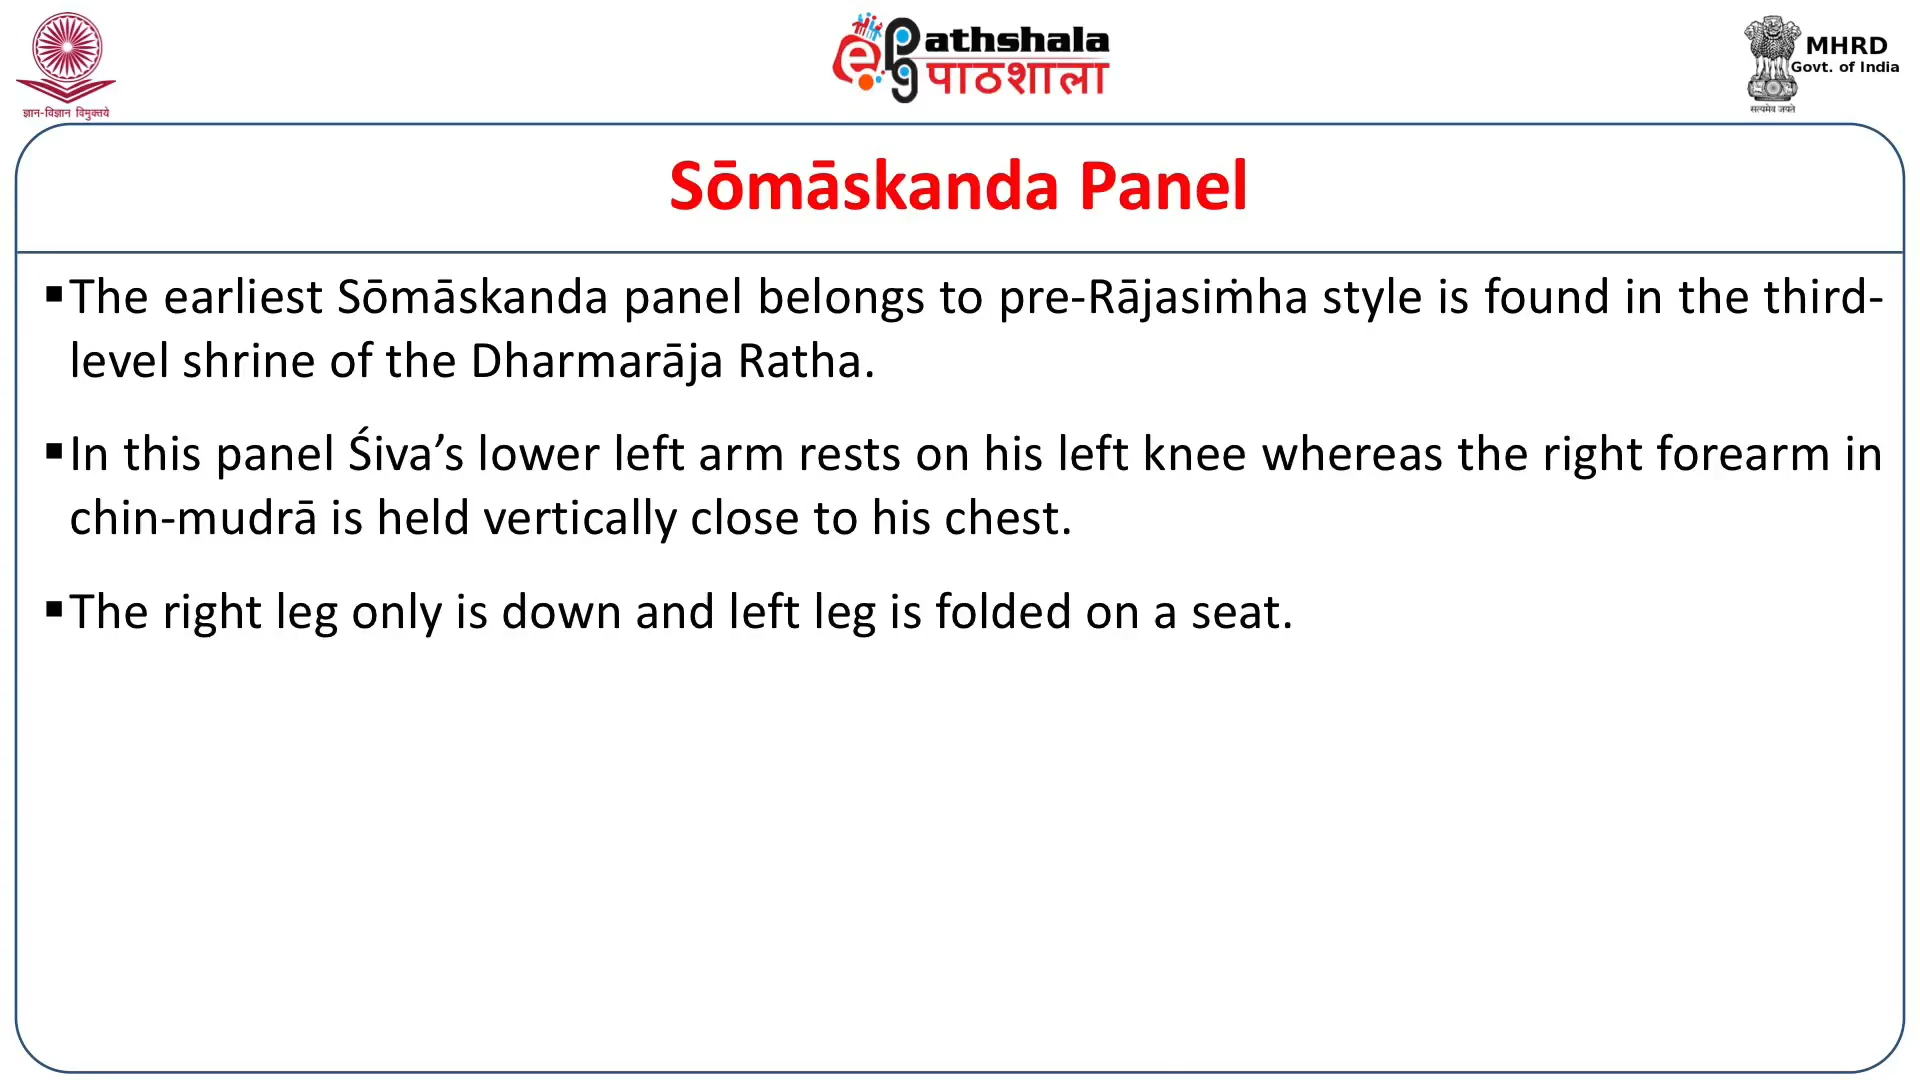 ज्ञान-विज्ञान विमुक्तये
e Pg athshala
पाठशाला
MHRD
Govt. of India
सत्यमेव जयते
Sōmāskanda Panel
▪The earliest Sōmāskanda panel belongs to pre-Rājasiṁha style is found in the third-
level shrine of the Dharmarāja Ratha.
▪In this panel Śiva’s lower left arm rests on his left knee whereas the right forearm in
chin-mudrā is held vertically close to his chest.
▪The right leg only is down and left leg is folded on a seat.